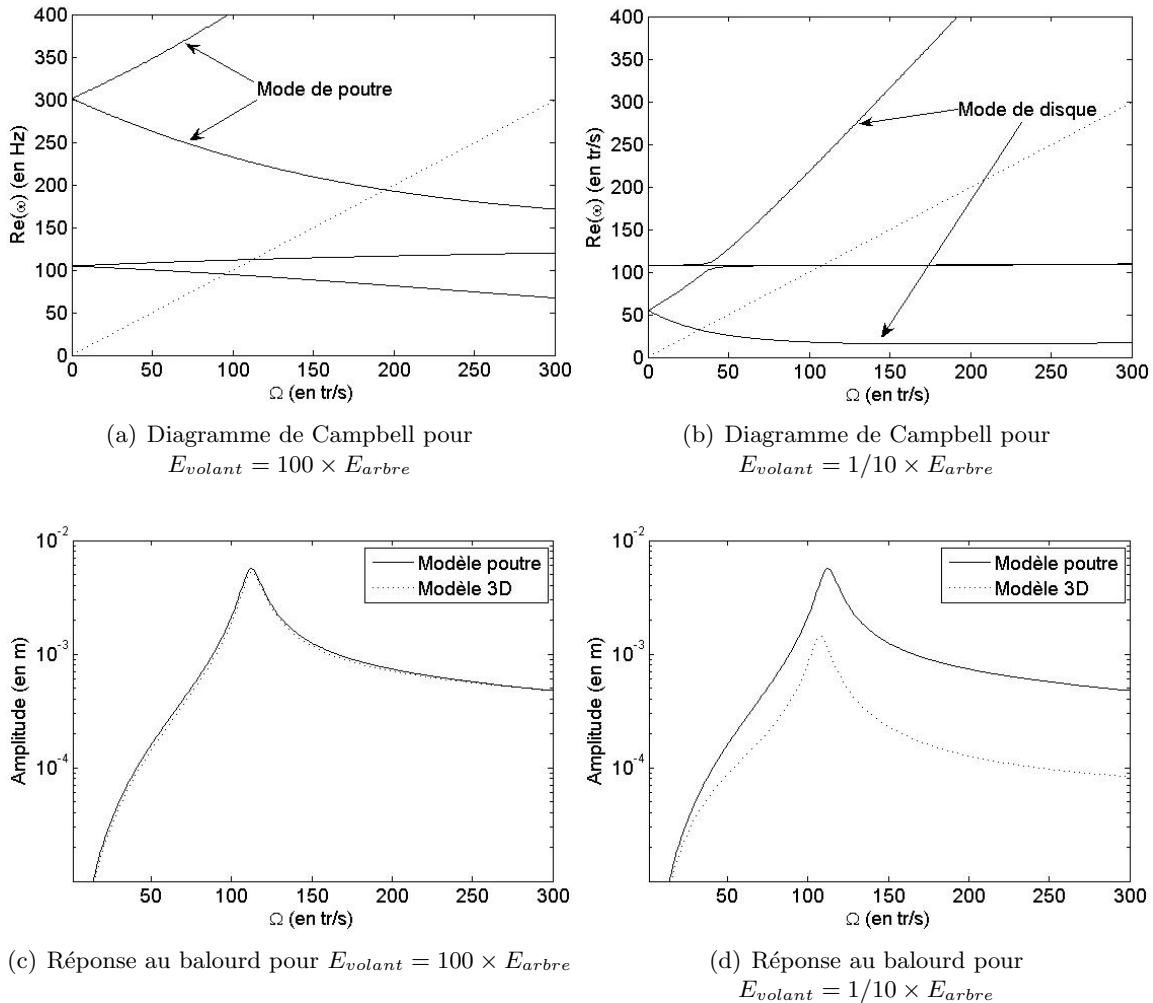 400
350
300
250
200
150
100
50
0
Re(ω) (en Hz)
Mode de poutre
0 50 100 150 200 250 300
Ω (en tr/s)
(a) Diagramme de Campbell pour
E_volant = 100 × E_arbre
400
350
300
250
200
150
100
50
0
Re(ω) (en tr/s)
Mode de disque
0 50 100 150 200 250 300
Ω (en tr/s)
(b) Diagramme de Campbell pour
E_volant = 1/10 × E_arbre
10^-2
10^-3
10^-4
Amplitude (en m)
Modèle poutre
Modèle 3D
50 100 150 200 250 300
Ω (en tr/s)
(c) Réponse au balourd pour E_volant = 100 × E_arbre
10^-2
10^-3
10^-4
Amplitude (en m)
Modèle poutre
Modèle 3D
50 100 150 200 250 300
Ω (en tr/s)
(d) Réponse au balourd pour
E_volant = 1/10 × E_arbre